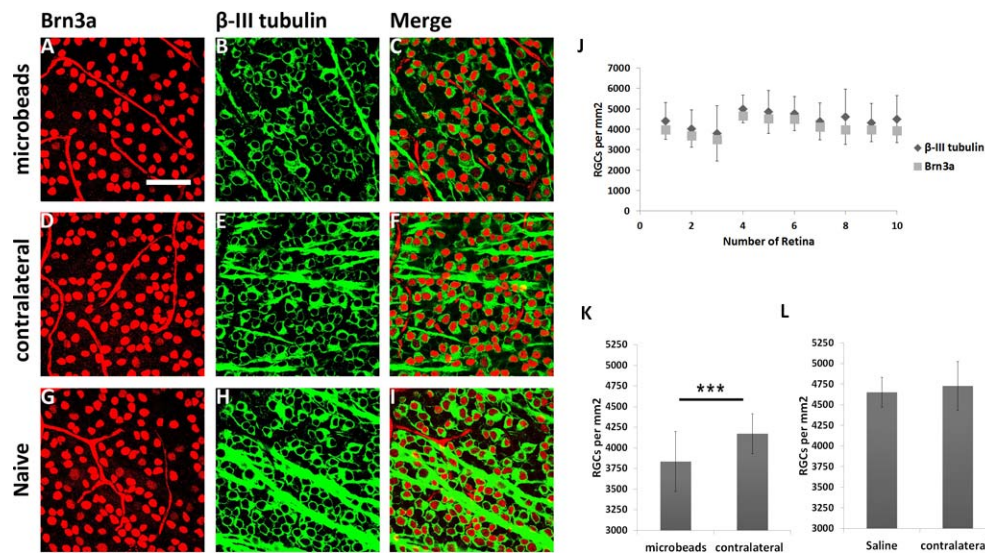 Brn3a
β-III tubulin
Merge
microbeads
A
B
C
contralateral
D
E
F
Naive
G
H
I
J
7000
6000
5000
4000
3000
2000
1000
0
RGCs per mm2
0
2
4
6
8
10
Number of Retina
β-III tubulin
Brn3a
K
5250
5000
4750
4500
4250
4000
3750
3500
3250
3000
RGCs per mm2
***
microbeads
contralateral
L
5250
5000
4750
4500
4250
4000
3750
3500
3250
3000
RGCs per mm2
Saline
contralatera